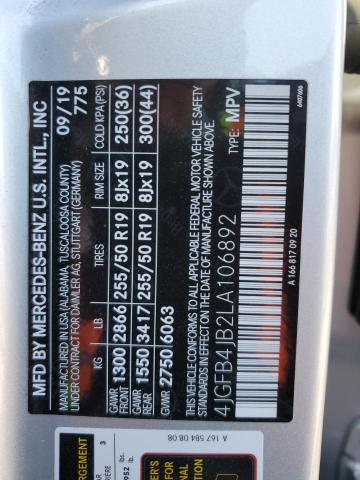 MFD BY MERCEDES-BENZ U.S. INTL., INC
MANUFACTURED IN USA (ALABAMA, TUSCALOOSA COUNTY)
UNDER CONTRACT FOR DAIMLER AG, STUTTGART (GERMANY)
09/19
775
KG LB TIRES RIM SIZE COLD KPA(PSI)
GAWR FRONT 1300 2866 255/50 R19 8Jx19 250(36)
GAWR REAR 1550 3417 255/50 R19 8Jx19 300(44)
GVWR 2750 6063
THIS VEHICLE CONFORMS TO ALL APPLICABLE FEDERAL MOTOR VEHICLE SAFETY
STANDARDS IN EFFECT ON THE DATE OF MANUFACTURE SHOWN ABOVE.
4JGFB4JB2LA106892
TYPE: MPV
A 166 817 09 20
6407606
A 167 584 08 08
3
lbs.